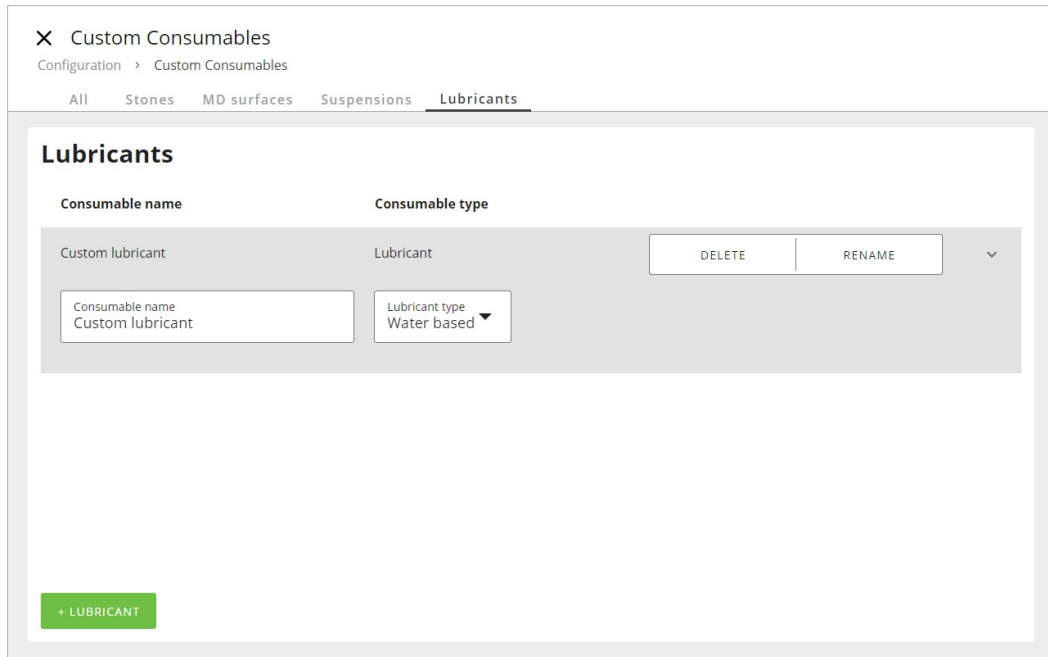 Custom Consumables
Configuration > Custom Consumables
All Stones MD surfaces Suspensions Lubricants
Lubricants
Consumable name Consumable type
Custom lubricant Lubricant DELETE RENAME
Consumable name Lubricant type
Custom lubricant Water based
+ LUBRICANT